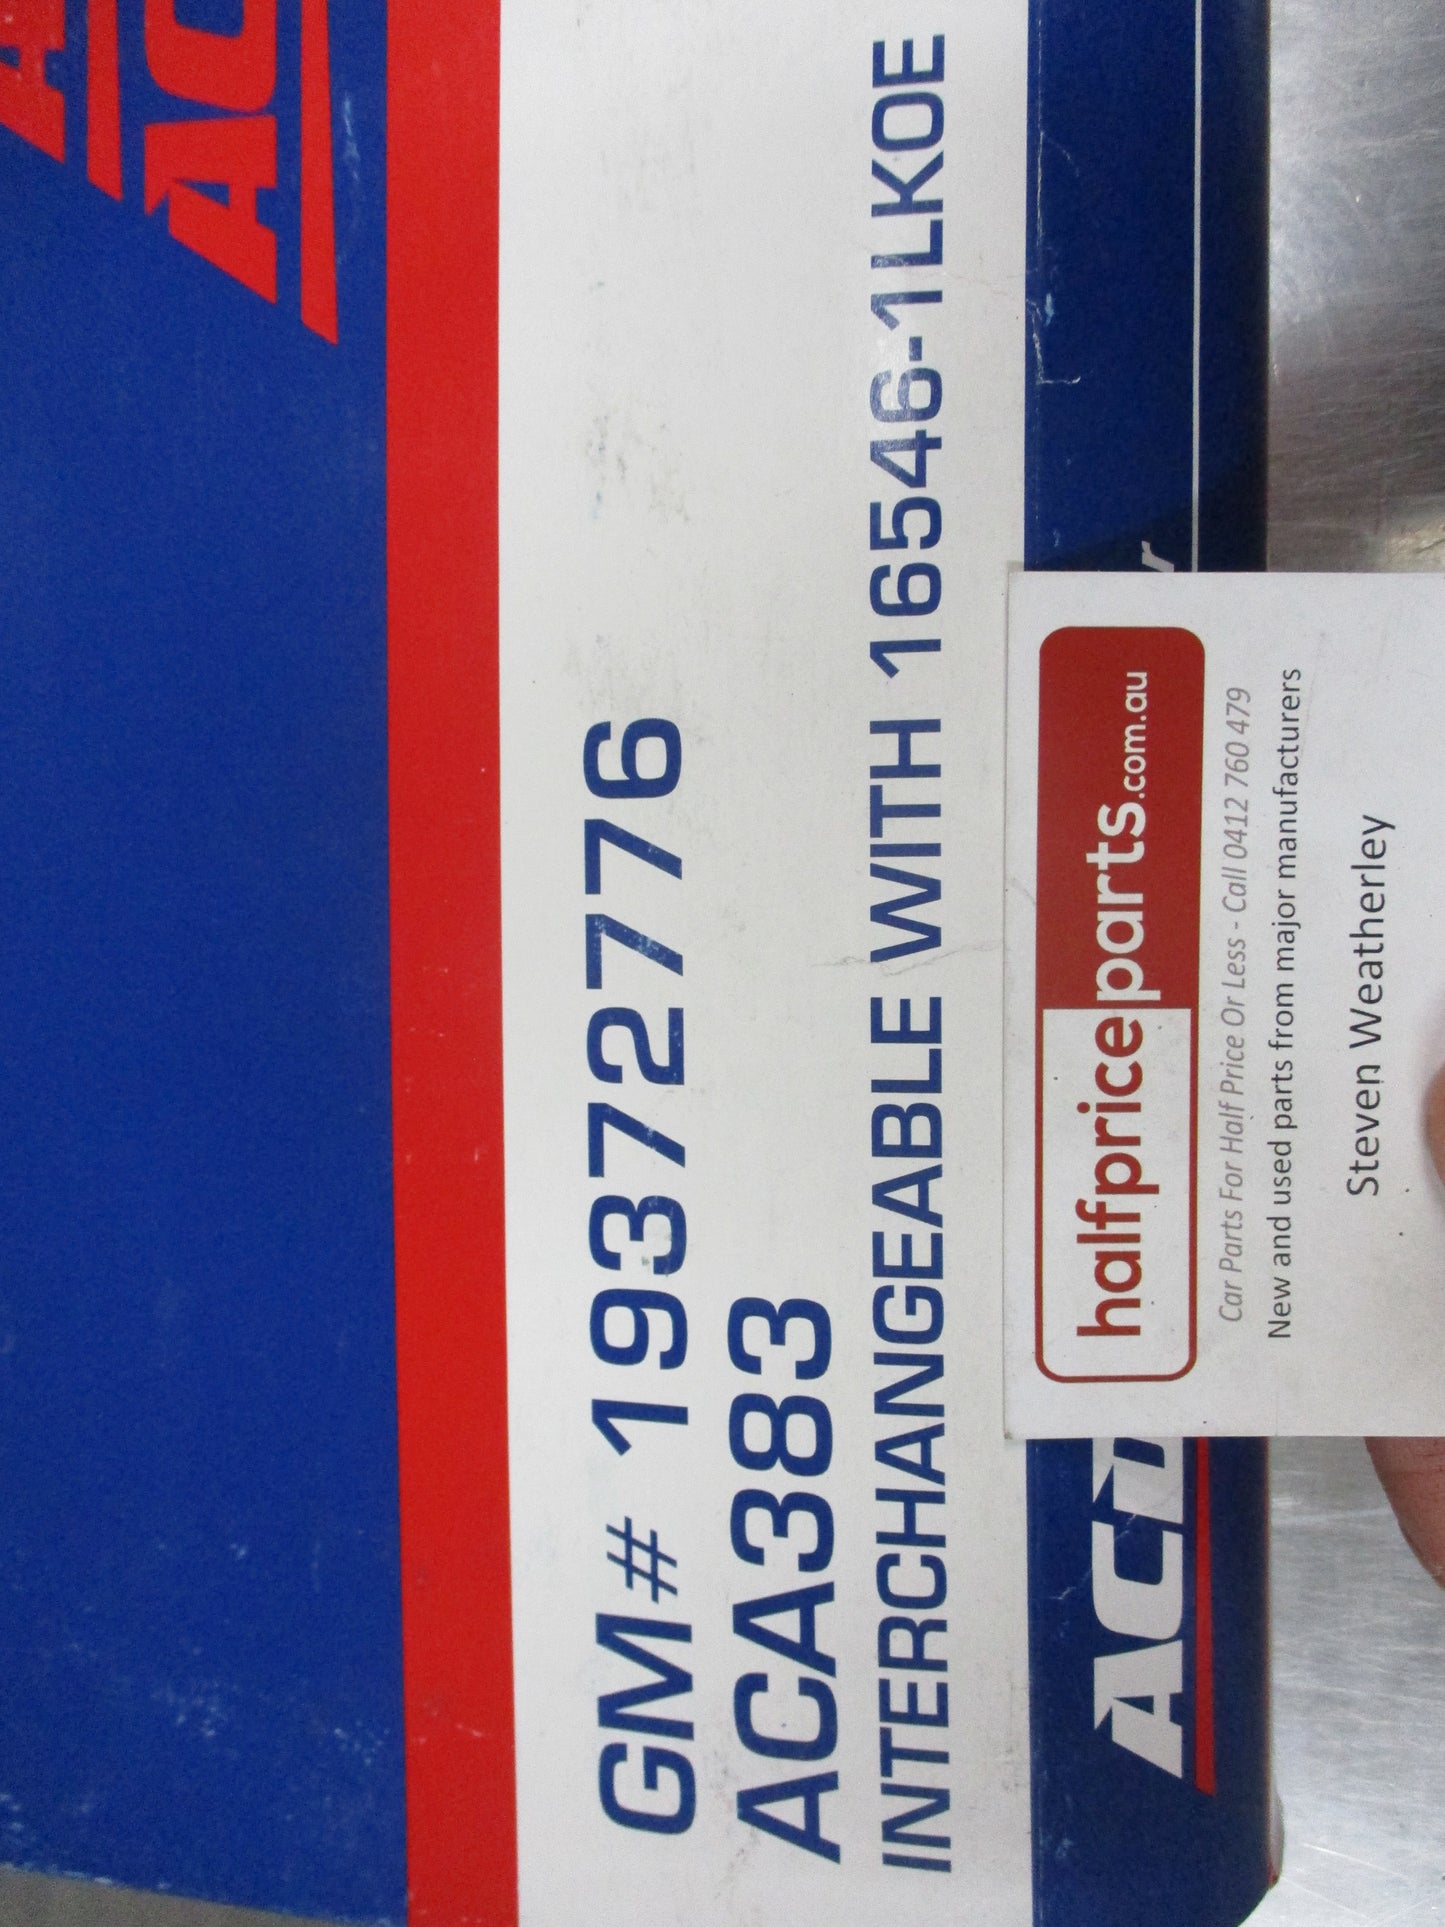 GM# 19372776
ACA383
INTERCHANGEABLE WITH 16546-1LKOE
halfpriceparts.com.au
Car Parts For Half Price Or Less - Call 0412 760 479
New and used parts from major manufacturers
Steven Weatherley